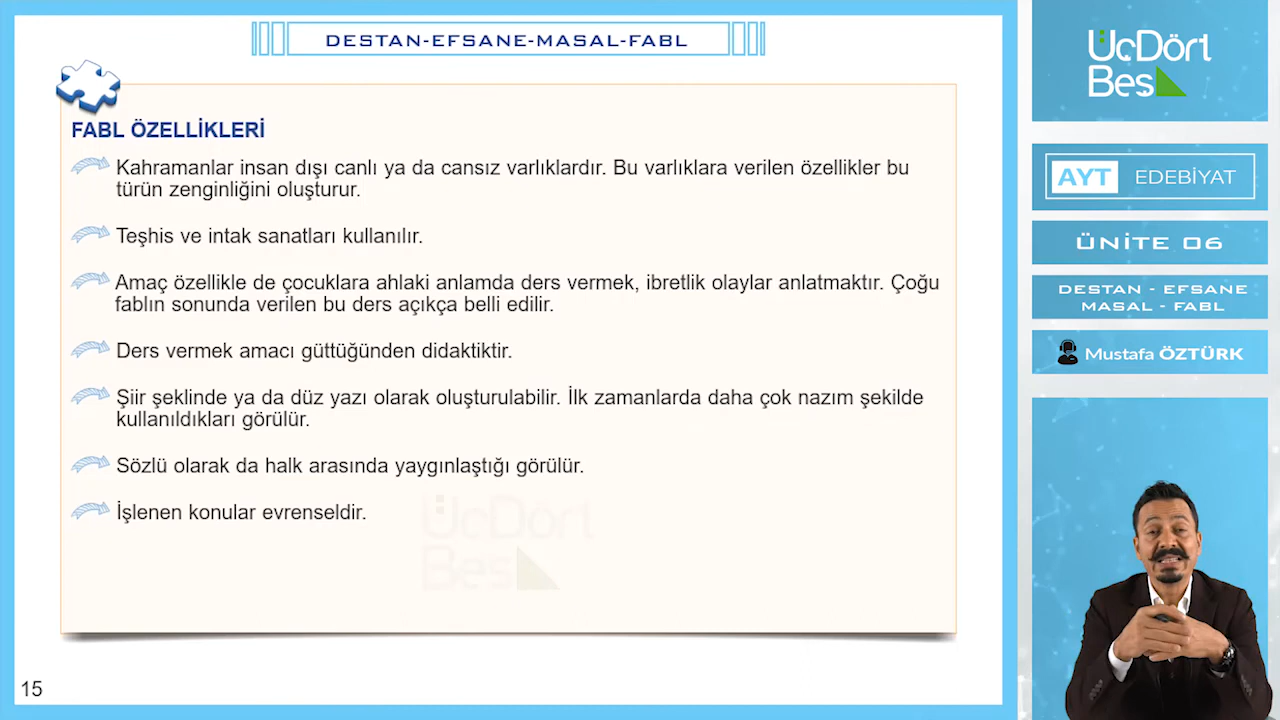 DESTAN-EFSANE-MASAL-FABL
FABL ÖZELLİKLERİ
Kahramanlar insan dışı canlı ya da cansız varlıklardır. Bu varlıklara verilen özellikler bu
türün zenginliğini oluşturur.
Teşhis ve intak sanatları kullanılır.
Amaç özellikle de çocuklara ahlaki anlamda ders vermek, ibretlik olaylar anlatmaktır. Çoğu
fablın sonunda verilen bu ders açıkça belli edilir.
Ders vermek amacı güttüğünden didaktiktir.
Şiir şeklinde ya da düz yazı olarak oluşturulabilir. İlk zamanlarda daha çok nazım şekilde
kullanıldıkları görülür.
Sözlü olarak da halk arasında yaygınlaştığı görülür.
İşlenen konular evrenseldir.
ÜçDört
Beş
15
ÜçDört
Beş
AYT EDEBİYAT
ÜNİTE 06
DESTAN - EFSANE
MASAL - FABL
Mustafa ÖZTÜRK